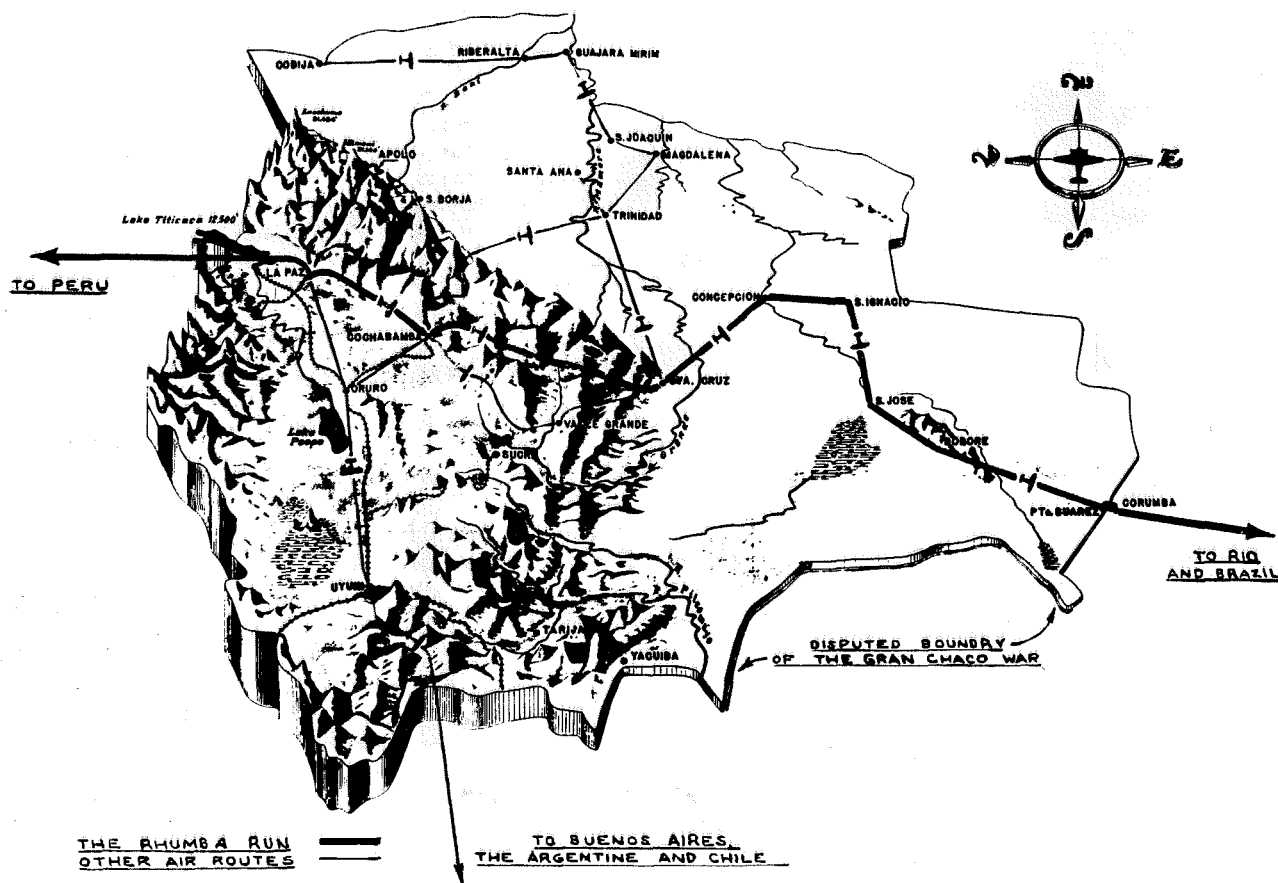 COBIJA
RIBERALTA
GUAJARA MIRIM
R. Beni
S. JOAQUIN
MAGDALENA
APOLO
SANTA ANA
S. BORJA
TRINIDAD
Lake Titicaca 12,500'
E
S
TO PERU
LA PAZ
CONCEPCION
S. IGNACIO
COCHABAMBA
STA. CRUZ
ORURO
S. JOSE
VALLE GRANDE
Lake
Poopo
ROBORE
SUCRE
CORUMBA
PTO. SUAREZ
TO RIO
AND BRAZIL
UYUNI
TARIJA
YACUIBA
DISPUTED BOUNDRY
OF THE GRAN CHACO WAR
THE RHUMBA RUN
OTHER AIR ROUTES
TO BUENOS AIRES,
THE ARGENTINE AND CHILE